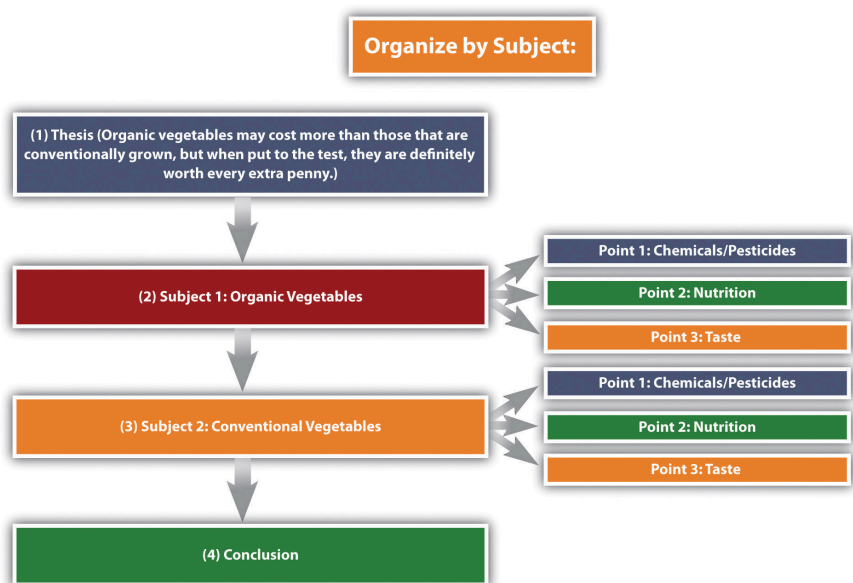 Organize by Subject:
(1) Thesis (Organic vegetables may cost more than those that are
conventionally grown, but when put to the test, they are definitely
worth every extra penny.)
(2) Subject 1: Organic Vegetables
Point 1: Chemicals/Pesticides
Point 2: Nutrition
Point 3: Taste
(3) Subject 2: Conventional Vegetables
Point 1: Chemicals/Pesticides
Point 2: Nutrition
Point 3: Taste
(4) Conclusion